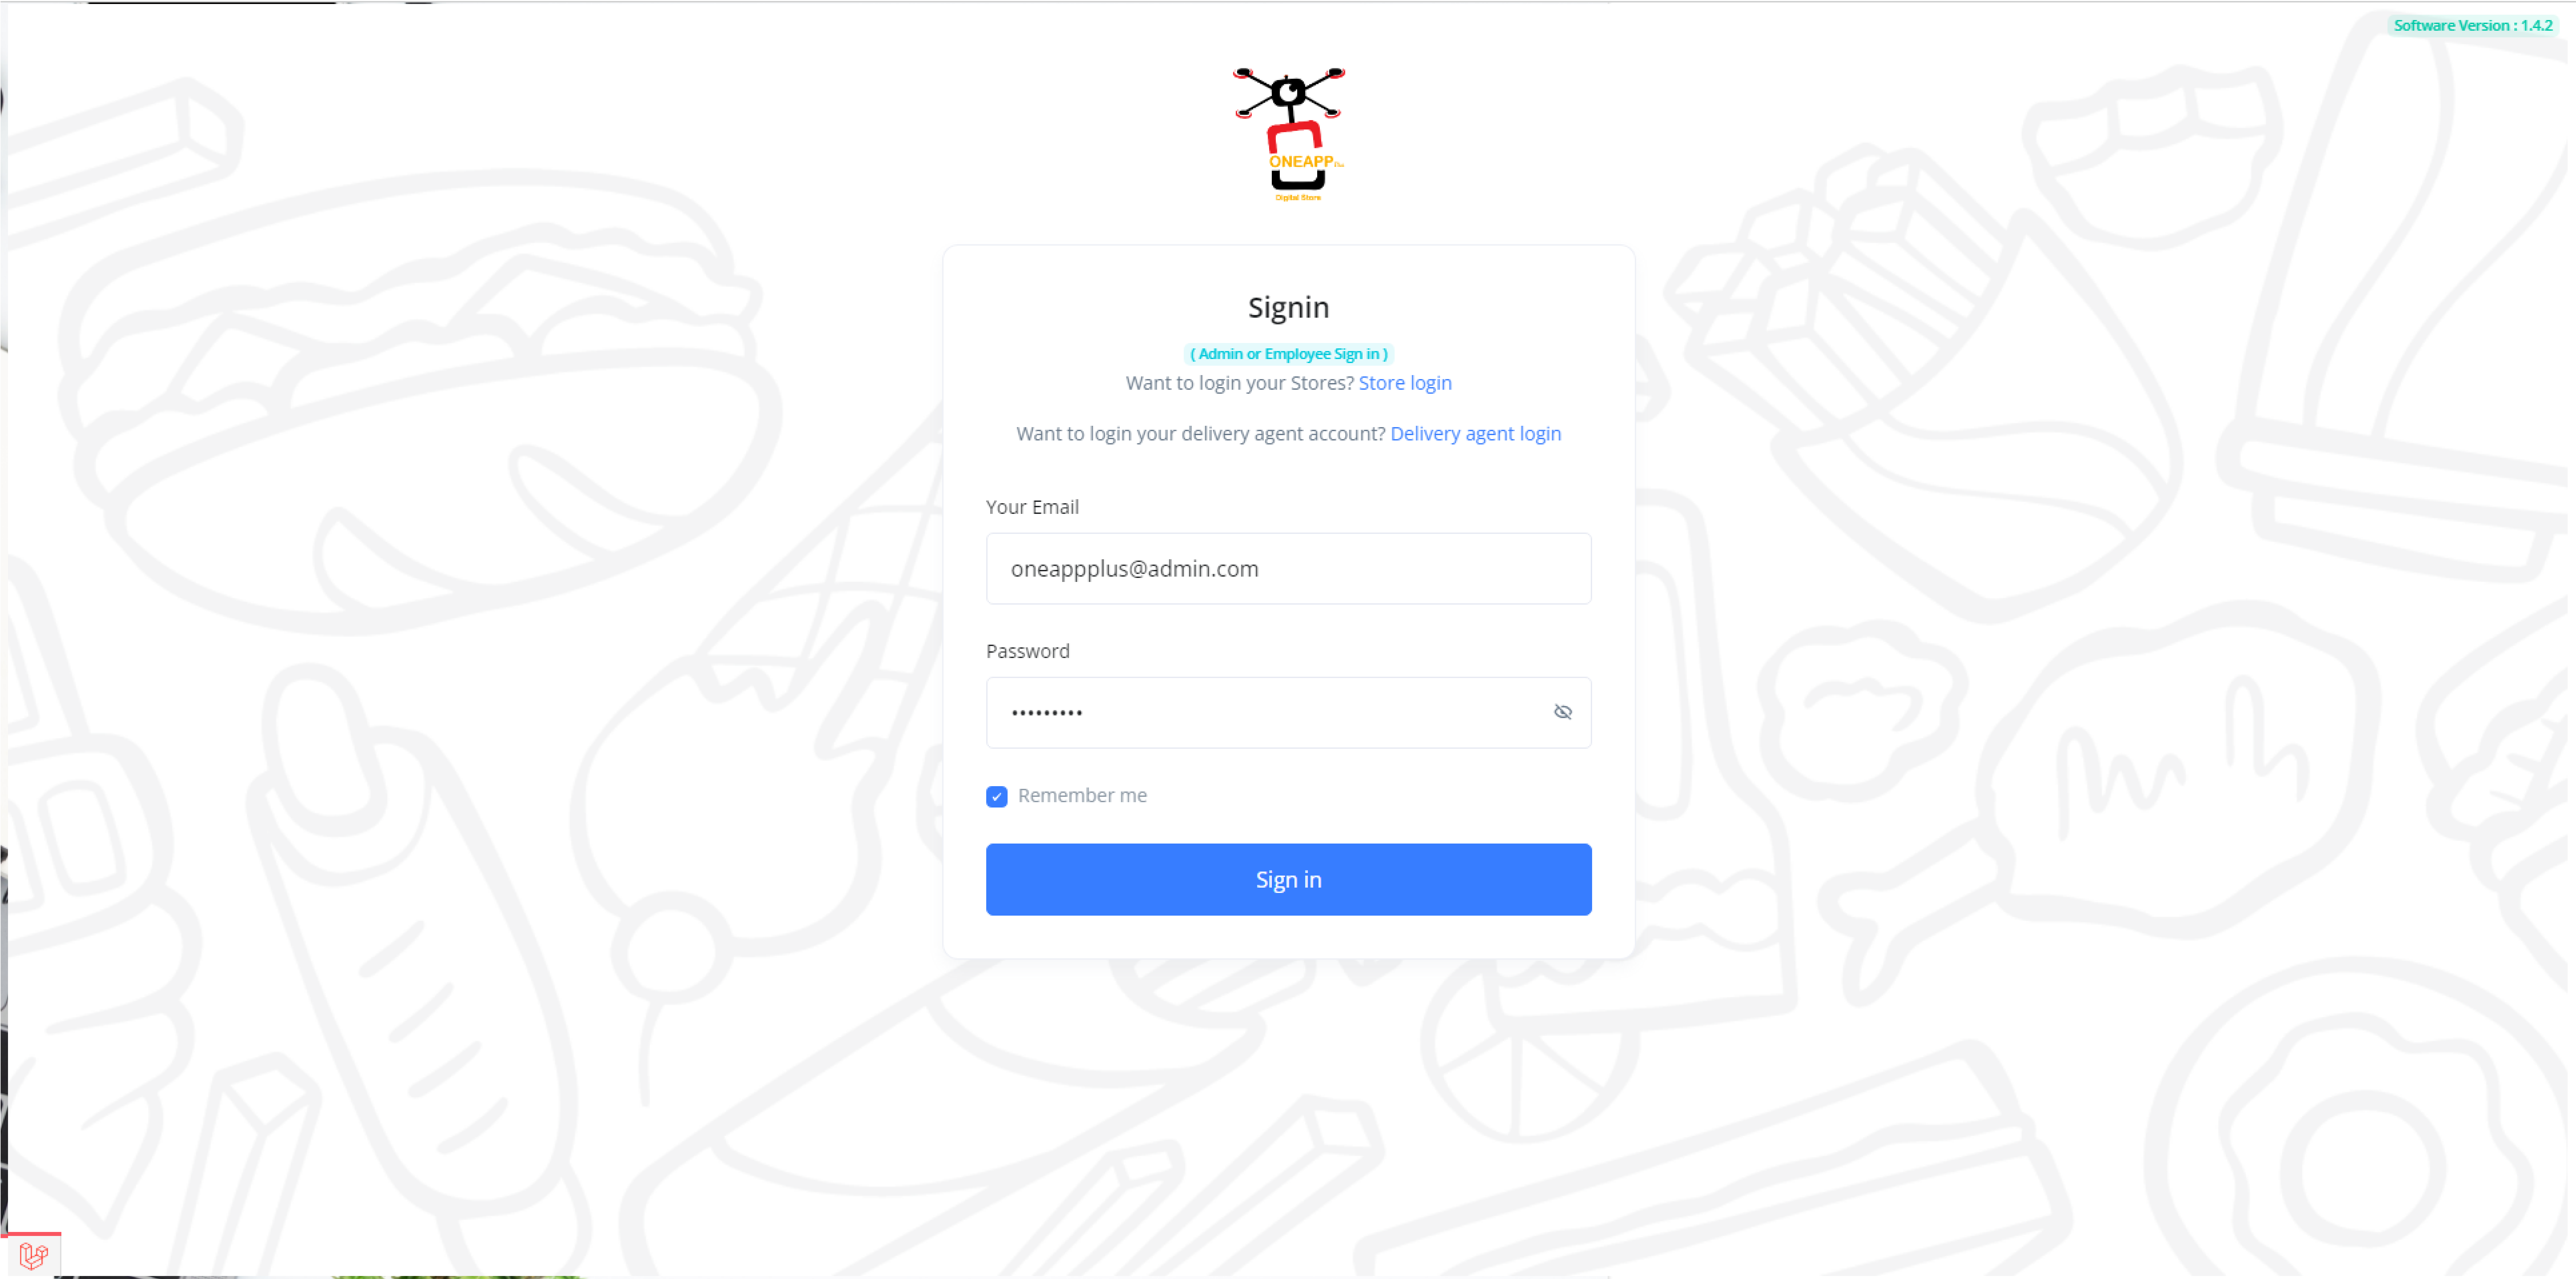 Software Version : 1.4.2
ONEAPP
Digital Store
Signin
( Admin or Employee Sign in )
Want to login your Stores? Store login
Want to login your delivery agent account? Delivery agent login
Your Email
oneappplus@admin.com
Password
•••••••••
Remember me
Sign in